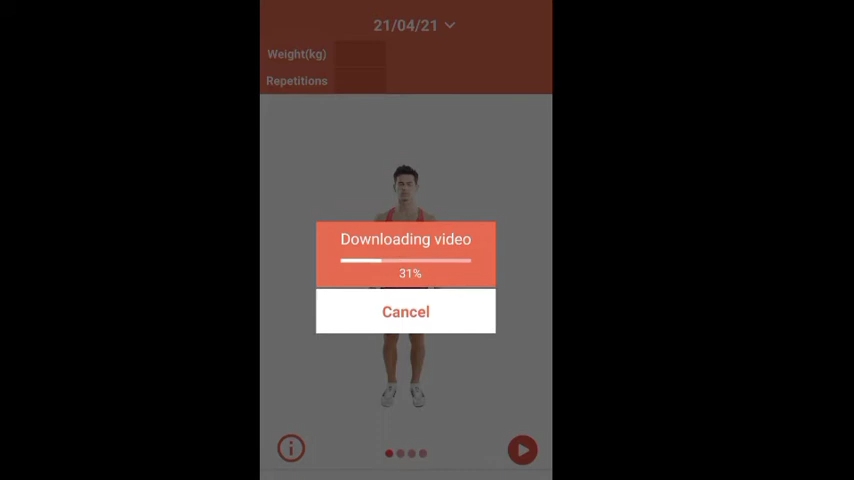 21/04/21
Weight(kg)
Repetitions
Downloading video
31%
Cancel